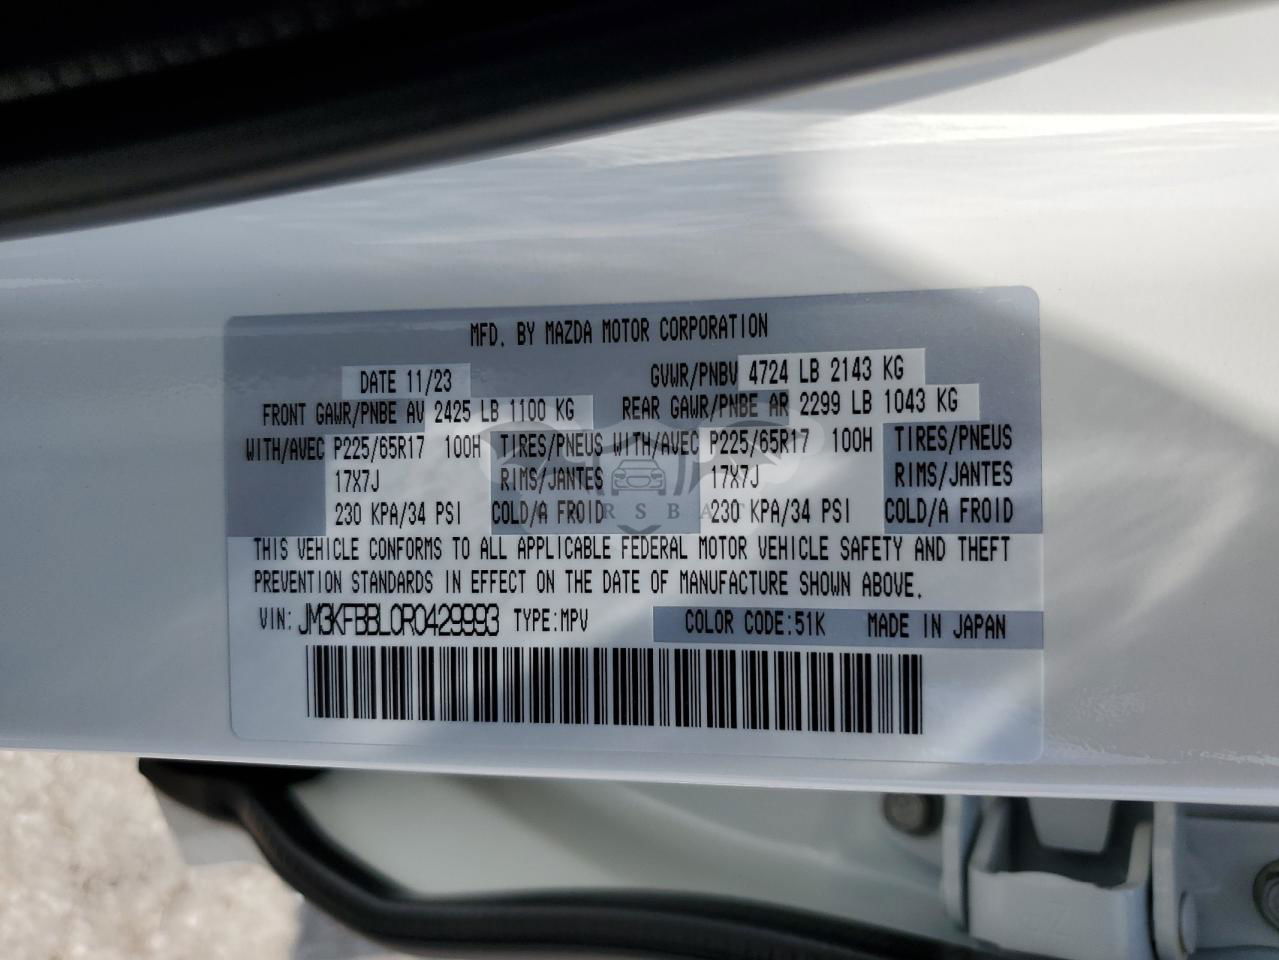 MFD. BY MAZDA MOTOR CORPORATION
DATE 11/23 GVWR/PNBV 4724 LB 2143 KG
FRONT GAWR/PNBE AV 2425 LB 1100 KG REAR GAWR/PNBE AR 2299 LB 1043 KG
WITH/AVEC P225/65R17 100H TIRES/PNEUS WITH/AVEC P225/65R17 100H TIRES/PNEUS
17X7J RIMS/JANTES 17X7J RIMS/JANTES
230 KPA/34 PSI COLD/A FROID 230 KPA/34 PSI COLD/A FROID
THIS VEHICLE CONFORMS TO ALL APPLICABLE FEDERAL MOTOR VEHICLE SAFETY AND THEFT
PREVENTION STANDARDS IN EFFECT ON THE DATE OF MANUFACTURE SHOWN ABOVE.
VIN: JM3KFBBL0R0429993 TYPE:MPV COLOR CODE:51K MADE IN JAPAN